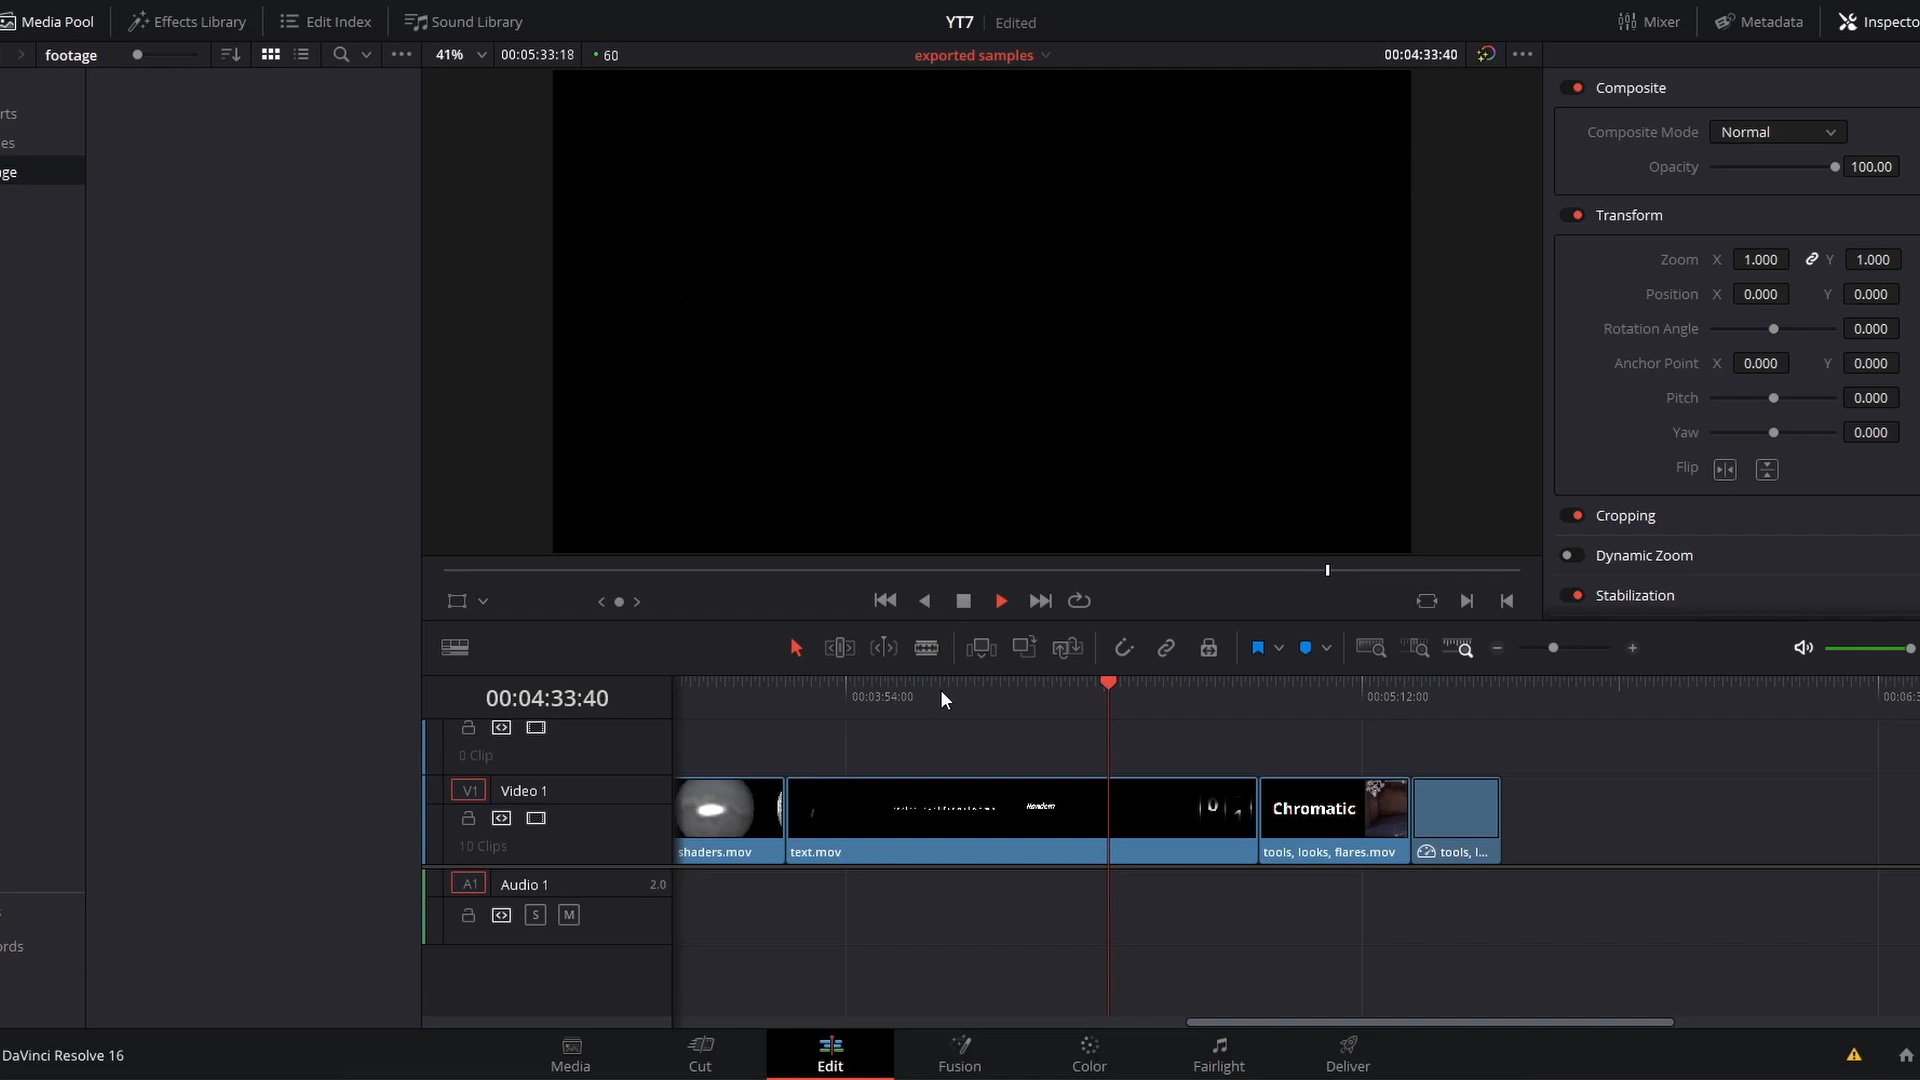 Media Pool
Effects Library
Edit Index
Sound Library
YT7
Edited
Mixer
Metadata
Inspecto
footage
41%
00:05:33:18
60
exported samples
00:04:33:40
rts
es
ge
Composite
Composite Mode
Normal
Opacity
100.00
Transform
Zoom X 1.000 Y 1.000
Position X 0.000 Y 0.000
Rotation Angle 0.000
Anchor Point X 0.000 Y 0.000
Pitch 0.000
Yaw 0.000
Flip
Cropping
Dynamic Zoom
Stabilization
00:04:33:40
00:03:54:00
00:05:12:00
00:06:3
0 Clip
V1 Video 1
10 Clips
Random
Chromatic
shaders.mov
text.mov
tools, looks, flares.mov
tools, l...
A1 Audio 1 2.0
S M
ords
DaVinci Resolve 16
Media
Cut
Edit
Fusion
Color
Fairlight
Deliver